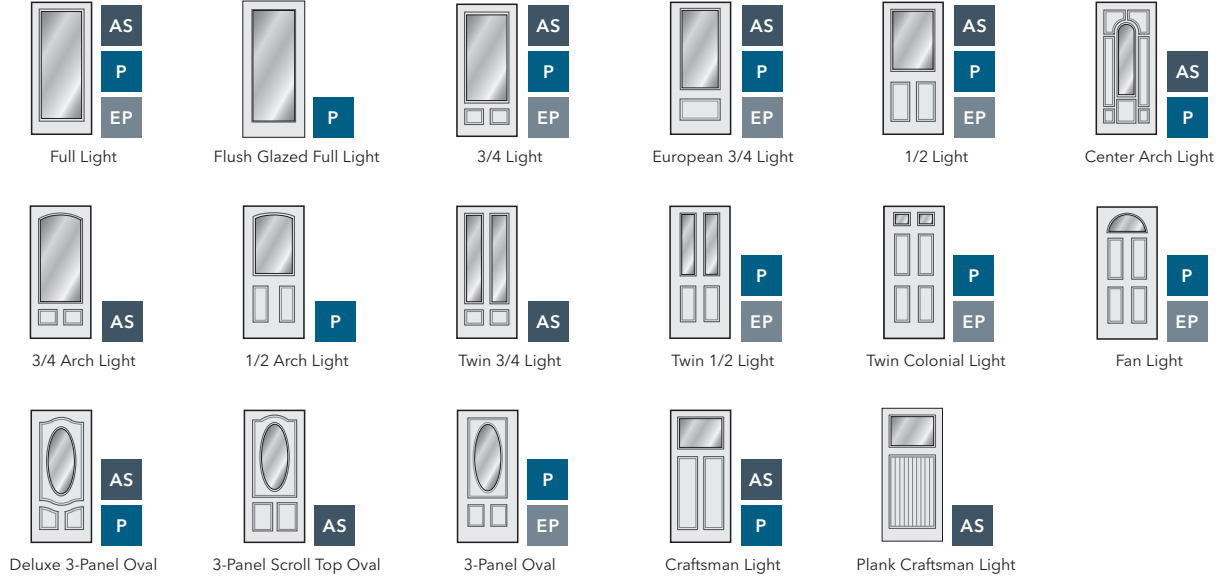 AS
P
EP
Full Light
P
Flush Glazed Full Light
AS
P
EP
3/4 Light
AS
P
EP
European 3/4 Light
AS
P
EP
1/2 Light
AS
P
Center Arch Light
AS
3/4 Arch Light
P
1/2 Arch Light
AS
Twin 3/4 Light
P
EP
Twin 1/2 Light
P
EP
Twin Colonial Light
P
EP
Fan Light
AS
P
Deluxe 3-Panel Oval
AS
3-Panel Scroll Top Oval
P
EP
3-Panel Oval
AS
P
Craftsman Light
AS
Plank Craftsman Light